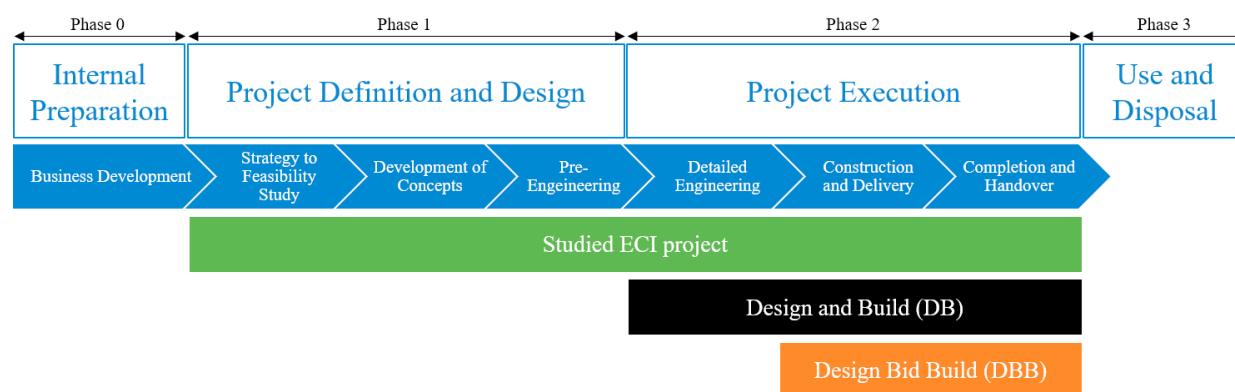 Phase 0
Phase 1
Phase 2
Phase 3
Internal
Preparation
Project Definition and Design
Project Execution
Use and
Disposal
Business Development
Strategy to
Feasibility
Study
Development of
Concepts
Pre-
Engeineering
Detailed
Engineering
Construction
and Delivery
Completion and
Handover
Studied ECI project
Design and Build (DB)
Design Bid Build (DBB)